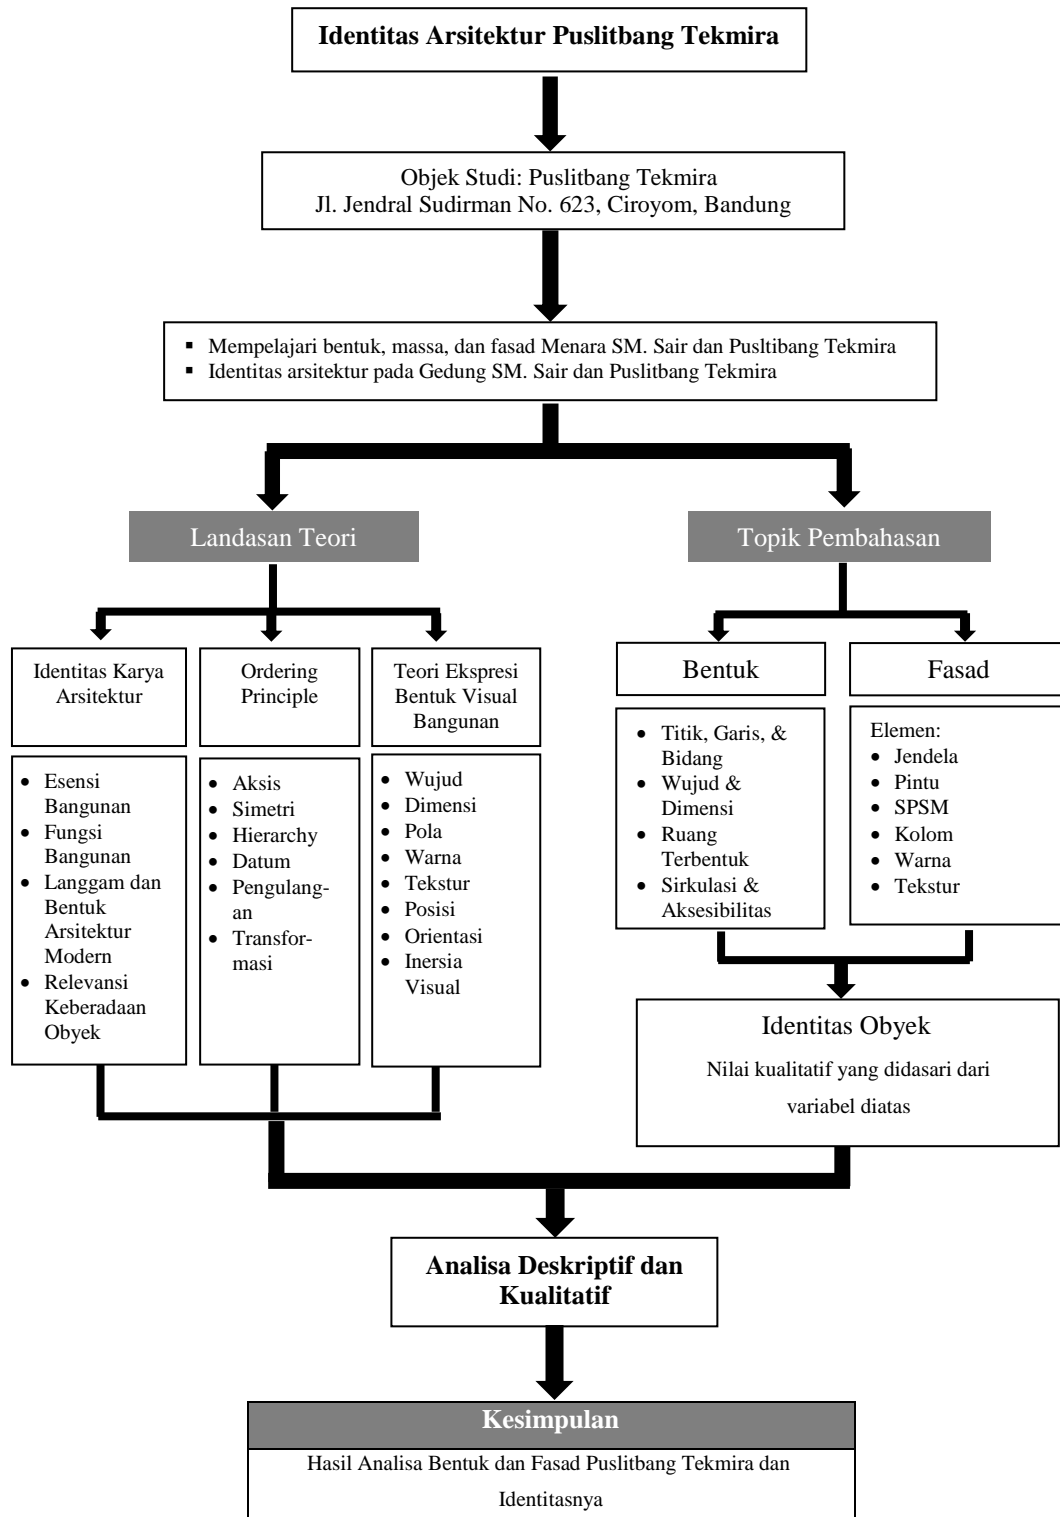 Identitas Arsitektur Puslitbang Tekmira
Objek Studi: Puslitbang Tekmira
Jl. Jendral Sudirman No. 623, Ciroyom, Bandung
▪ Mempelajari bentuk, massa, dan fasad Menara SM. Sair dan Pusltibang Tekmira
▪ Identitas arsitektur pada Gedung SM. Sair dan Puslitbang Tekmira
Landasan Teori
Topik Pembahasan
Identitas Karya
Arsitektur
Ordering
Principle
Teori Ekspresi
Bentuk Visual
Bangunan
• Esensi
Bangunan
• Fungsi
Bangunan
• Langgam dan
Bentuk
Arsitektur
Modern
• Relevansi
Keberadaan
Obyek
• Aksis
• Simetri
• Hierarchy
• Datum
• Pengulang-
an
• Transfor-
masi
• Wujud
• Dimensi
• Pola
• Warna
• Tekstur
• Posisi
• Orientasi
• Inersia
Visual
Bentuk
Fasad
• Titik, Garis, &
Bidang
• Wujud &
Dimensi
• Ruang
Terbentuk
• Sirkulasi &
Aksesibilitas
Elemen:
• Jendela
• Pintu
• SPSM
• Kolom
• Warna
• Tekstur
Identitas Obyek
Nilai kualitatif yang didasari dari
variabel diatas
Analisa Deskriptif dan
Kualitatif
Kesimpulan
Hasil Analisa Bentuk dan Fasad Puslitbang Tekmira dan
Identitasnya